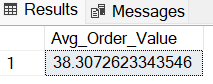 Results Messages
Avg_Order_Value
1 38.3072623343546